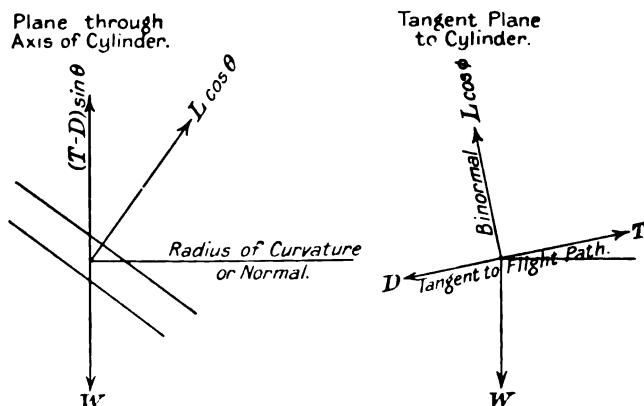 Plane through
Axis of Cylinder.
(T-D) sin θ
L cos θ
Radius of Curvature
or Normal.
W
Tangent Plane
to Cylinder.
L cos φ
Binormal
T
D
Tangent to Flight Path.
W